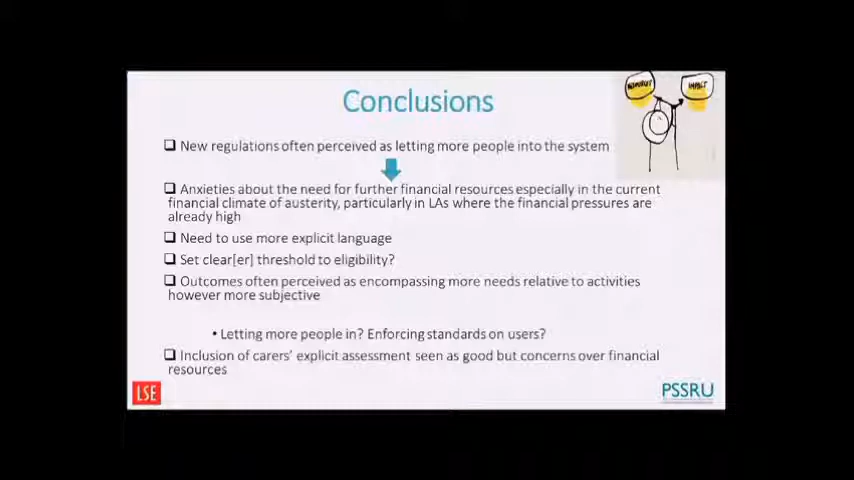 RESOURCES
IMPACT
Conclusions
❑ New regulations often perceived as letting more people into the system
❑ Anxieties about the need for further financial resources especially in the current
financial climate of austerity, particularly in LAs where the financial pressures are
already high
❑ Need to use more explicit language
❑ Set clear[er] threshold to eligibility?
❑ Outcomes often perceived as encompassing more needs relative to activities
however more subjective
• Letting more people in? Enforcing standards on users?
❑ Inclusion of carers' explicit assessment seen as good but concerns over financial
resources
LSE
PSSRU